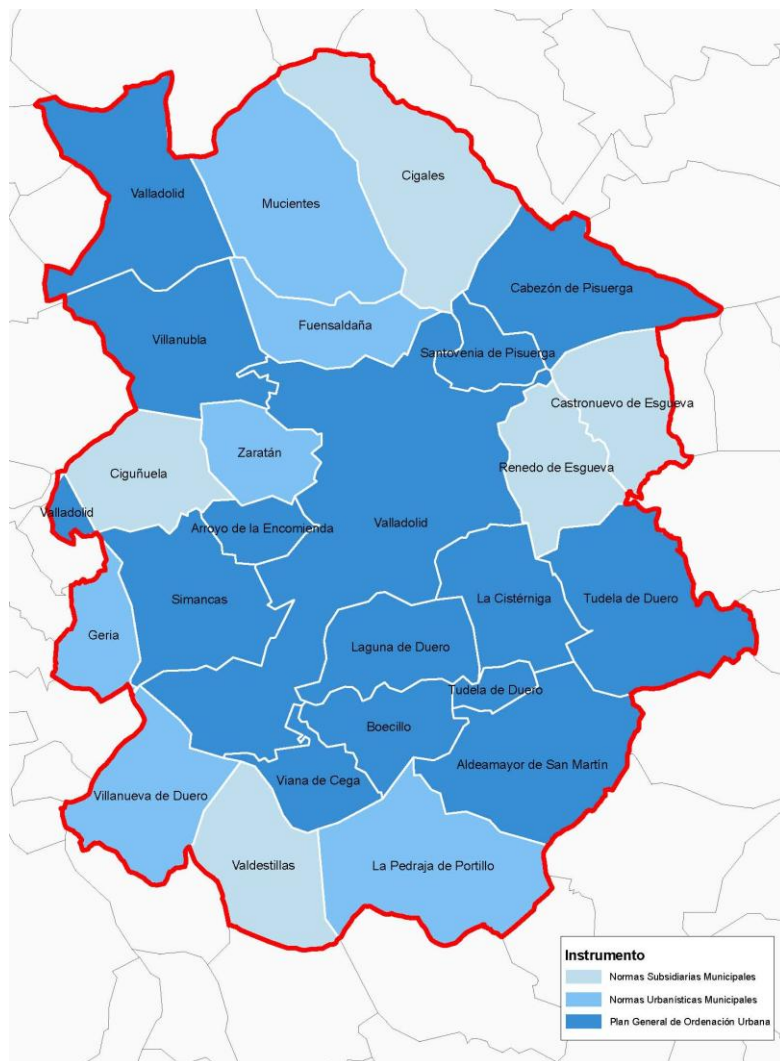 Cigales
Valladolid
Mucientes
Cabezón de Pisuerga
Fuensaldaña
Villanubla
Santovenia de Pisuerga
Castronuevo de Esgueva
Zaratán
Renedo de Esgueva
Ciguñuela
Valladolid
Valladolid
Arroyo de la Encomienda
La Cistérniga
Tudela de Duero
Simancas
Geria
Laguna de Duero
Tudela de Duero
Boecillo
Aldeamayor de San Martín
Viana de Cega
Villanueva de Duero
Valdestillas
La Pedraja de Portillo
Instrumento
Normas Subsidiarias Municipales
Normas Urbanísticas Municipales
Plan General de Ordenación Urbana